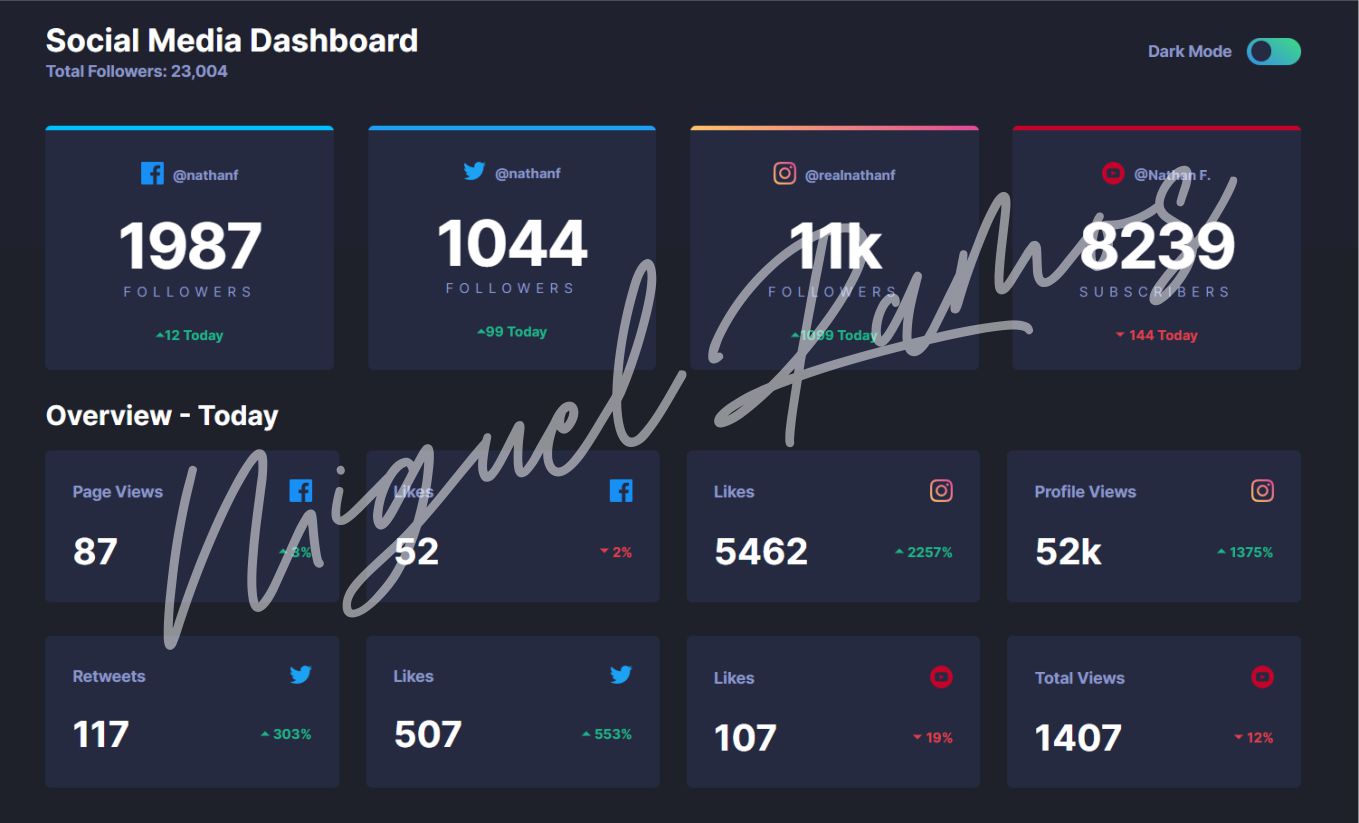 Social Media Dashboard
Total Followers: 23,004
Dark Mode
@nathanf
1987
FOLLOWERS
12 Today
@nathanf
1044
FOLLOWERS
99 Today
@realnathanf
11k
FOLLOWERS
1099 Today
@Nathan F.
8239
SUBSCRIBERS
144 Today
Miguel Ramos
Overview - Today
Page Views
87
3%
Likes
52
2%
Likes
5462
2257%
Profile Views
52k
1375%
Retweets
117
303%
Likes
507
553%
Likes
107
19%
Total Views
1407
12%